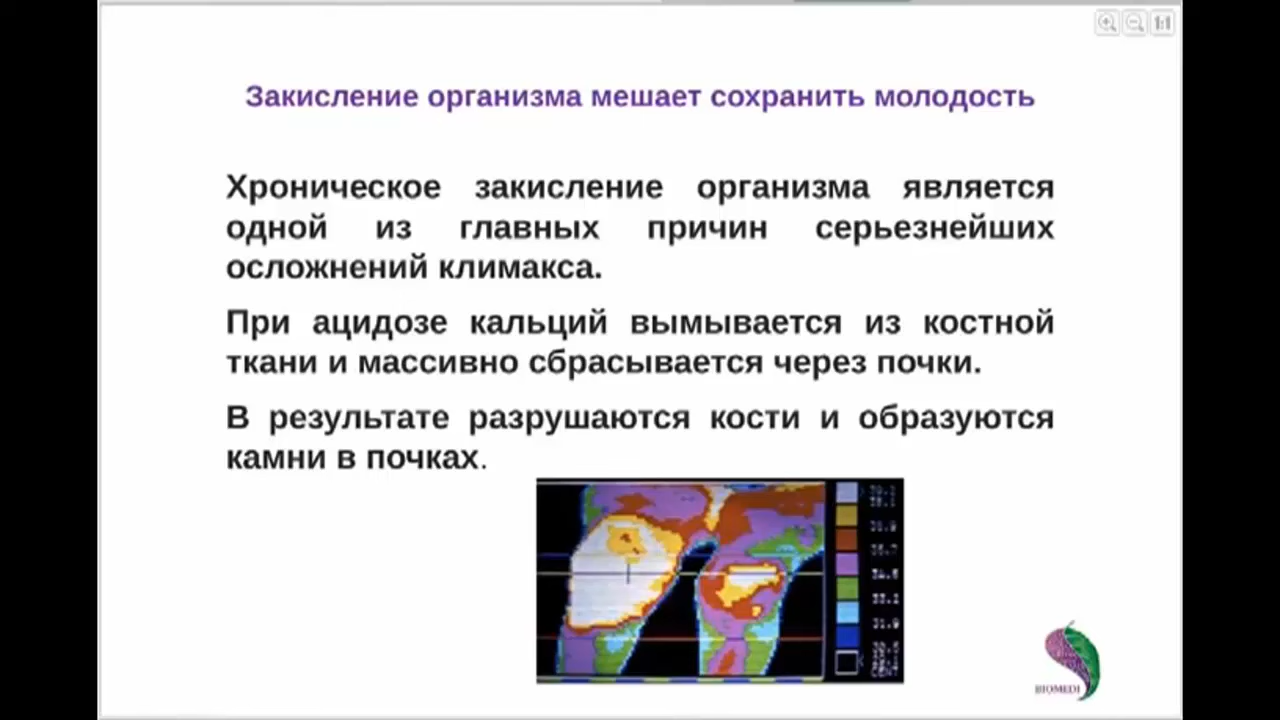 Закисление организма мешает сохранить молодость
Хроническое закисление организма является
одной из главных причин серьезнейших
осложнений климакса.
При ацидозе кальций вымывается из костной
ткани и массивно сбрасывается через почки.
В результате разрушаются кости и образуются
камни в почках.
BIOMEDI